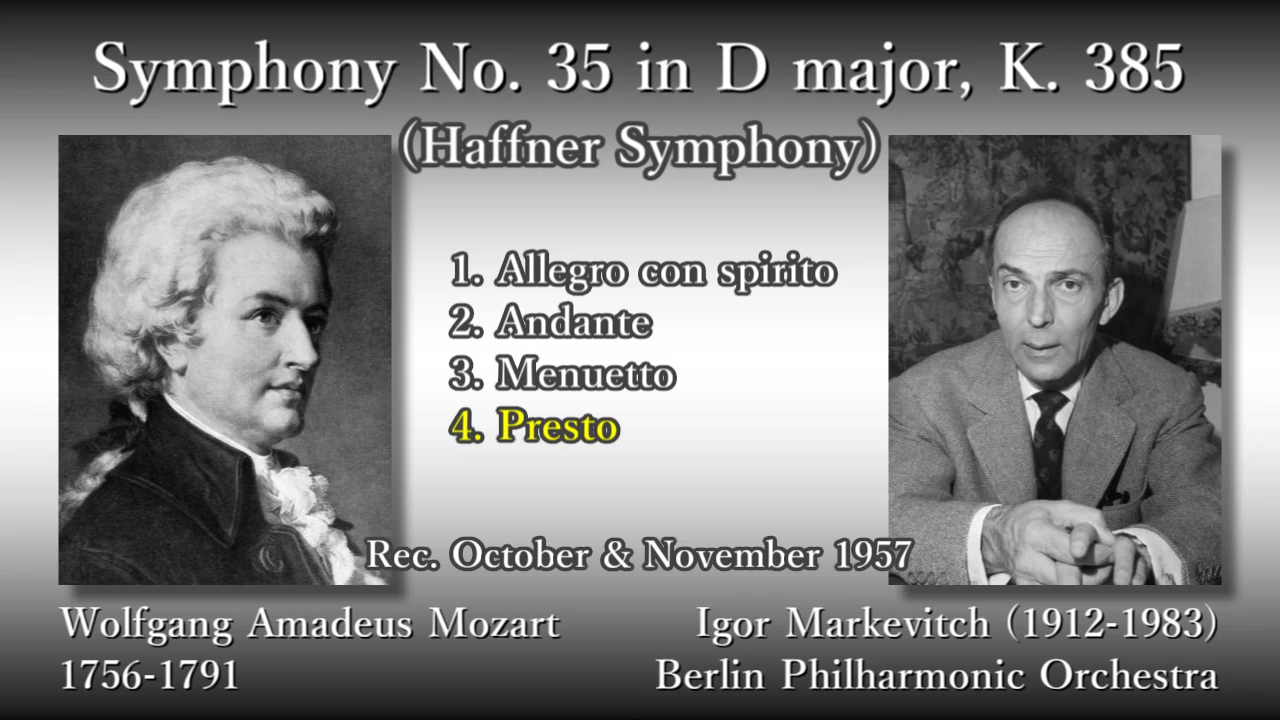 Symphony No. 35 in D major, K. 385
(Haffner Symphony)
1. Allegro con spirito
2. Andante
3. Menuetto
4. Presto
Rec. October & November 1957
Wolfgang Amadeus Mozart
1756-1791
Igor Markevitch (1912-1983)
Berlin Philharmonic Orchestra